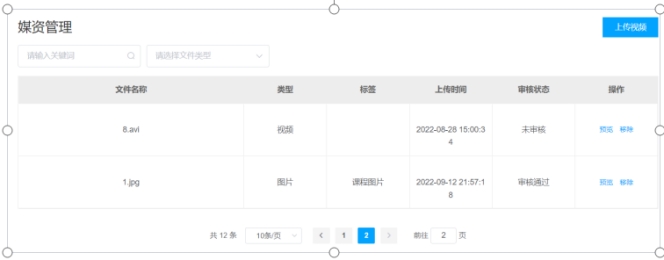 媒资管理
上传视频
请输入关键词 请选择文件类型
文件名称 类型 标签 上传时间 审核状态 操作
8.avi 视频 2022-08-28 15:00:3
4 未审核 预览 移除
1.jpg 图片 课程图片 2022-09-12 21:57:1
8 审核通过 预览 移除
共 12 条 10条/页 < 1 2 > 前往 2 页